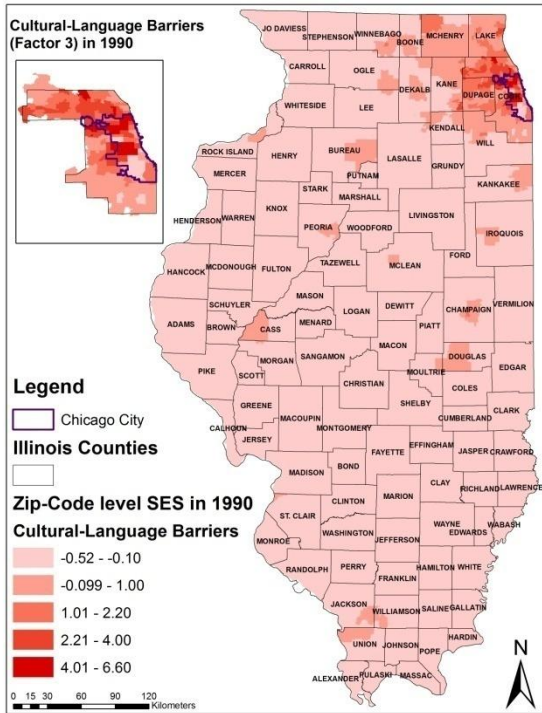 Cultural-Language Barriers
(Factor 3) in 1990
JO DAVIESS
STEPHENSON
WINNEBAGO
BOONE
MCHENRY
LAKE
CARROLL
OGLE
DEKALB
KANE
DUPAGE
COOK
WHITESIDE
LEE
KENDALL
WILL
ROCK ISLAND
HENRY
BUREAU
LASALLE
GRUNDY
MERCER
PUTNAM
KANKAKEE
STARK
MARSHALL
HENDERSON
WARREN
KNOX
PEORIA
WOODFORD
LIVINGSTON
IROQUOIS
FORD
HANCOCK
MCDONOUGH
FULTON
TAZEWELL
MCLEAN
MASON
SCHUYLER
LOGAN
DEWITT
CHAMPAIGN
VERMILION
ADAMS
BROWN
CASS
MENARD
PIATT
MACON
MORGAN
SANGAMON
DOUGLAS
PIKE
SCOTT
MOULTRIE
EDGAR
CHRISTIAN
COLES
Legend
Chicago City
Illinois Counties
GREENE
SHELBY
CUMBERLAND
CLARK
CALHOUN
MACOUPIN
MONTGOMERY
JERSEY
FAYETTE
EFFINGHAM
JASPER
CRAWFORD
BOND
MADISON
CLAY
RICHLAND
LAWRENCE
CLINTON
MARION
ST. CLAIR
WAYNE
EDWARDS
WABASH
WASHINGTON
MONROE
JEFFERSON
RANDOLPH
PERRY
HAMILTON
WHITE
FRANKLIN
JACKSON
WILLIAMSON
SALINE
GALLATIN
UNION
JOHNSON
POPE
HARDIN
ALEXANDER
PULASKI
MASSAC
Zip-Code level SES in 1990
Cultural-Language Barriers
-0.52 - -0.10
-0.099 - 1.00
1.01 - 2.20
2.21 - 4.00
4.01 - 6.60
0 15 30 60 90 120
Kilometers
N